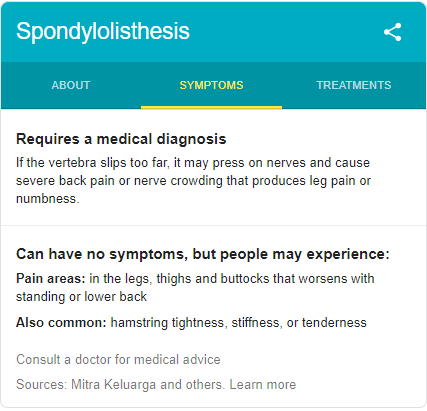 Spondylolisthesis
ABOUT SYMPTOMS TREATMENTS
Requires a medical diagnosis
If the vertebra slips too far, it may press on nerves and cause
severe back pain or nerve crowding that produces leg pain or
numbness.
Can have no symptoms, but people may experience:
Pain areas: in the legs, thighs and buttocks that worsens with
standing or lower back
Also common: hamstring tightness, stiffness, or tenderness
Consult a doctor for medical advice
Sources: Mitra Keluarga and others. Learn more